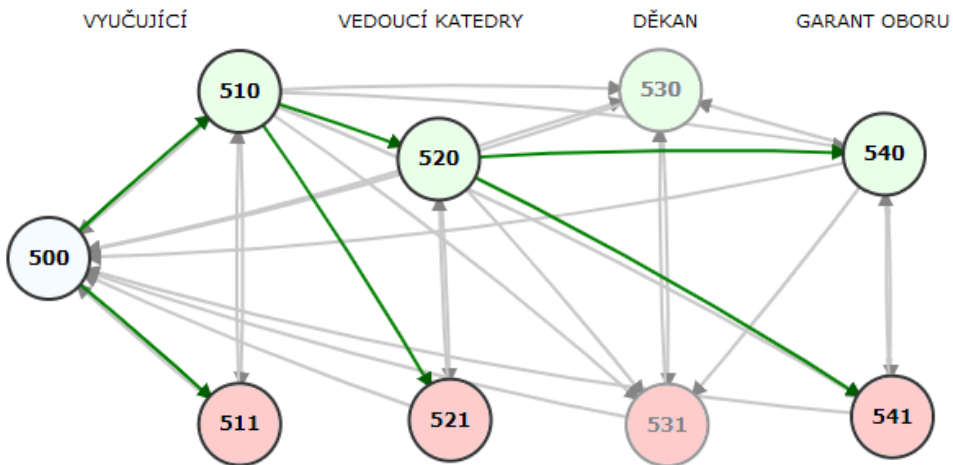 VYUČUJÍCÍ VEDOUCÍ KATEDRY DĚKAN GARANT OBORU
510 520 530 540
500
511 521 531 541